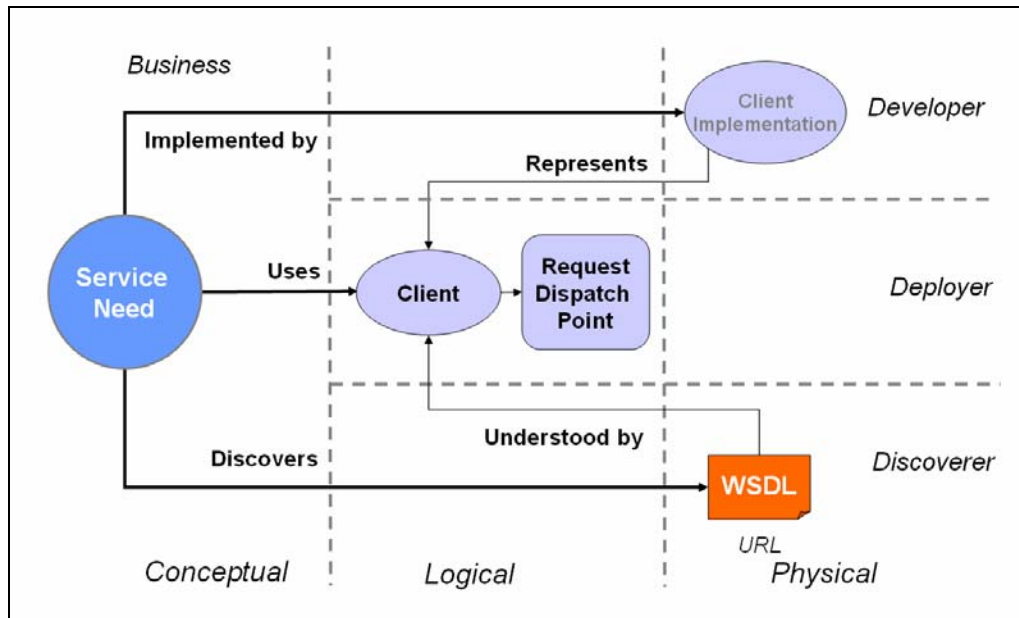 Business
Client
Implementation
Developer
Implemented by
Represents
Service
Need
Uses
Client
Request
Dispatch
Point
Deployer
Understood by
Discovers
WSDL
Discoverer
URL
Conceptual
Logical
Physical